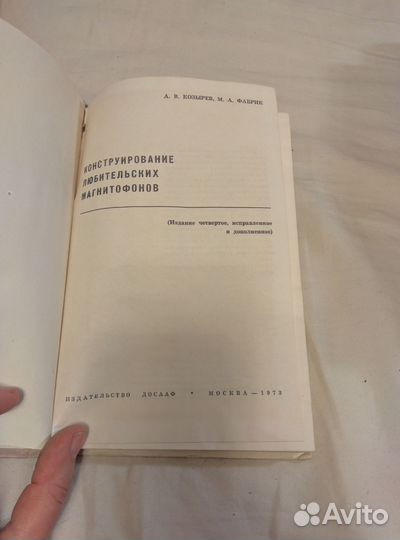 А. В. КОЗЫРЕВ, М. А. ФАБРИК
КОНСТРУИРОВАНИЕ
ЛЮБИТЕЛЬСКИХ
МАГНИТОФОНОВ
(Издание четвертое, исправленное
и дополненное)
ИЗДАТЕЛЬСТВО ДОСААФ • МОСКВА — 1973
Avito